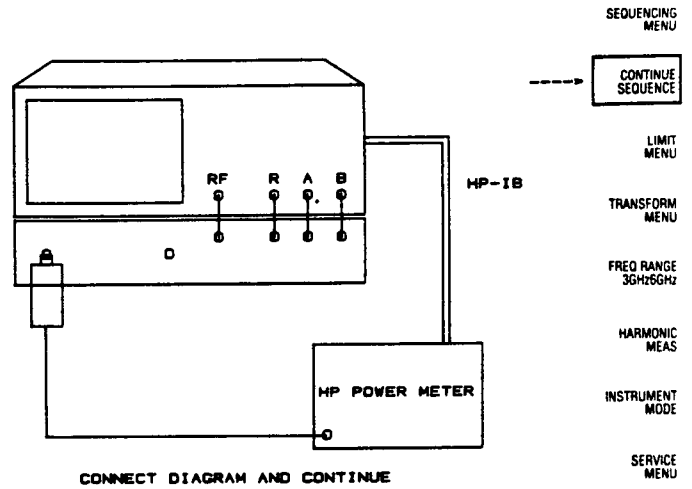 SEQUENCING
MENU
CONTINUE
SEQUENCE
LIMIT
MENU
TRANSFORM
MENU
FREQ RANGE
3GHz6GHz
HARMONIC
MEAS
INSTRUMENT
MODE
SERVICE
MENU
RF R A B
HP-IB
HP POWER METER
CONNECT DIAGRAM AND CONTINUE